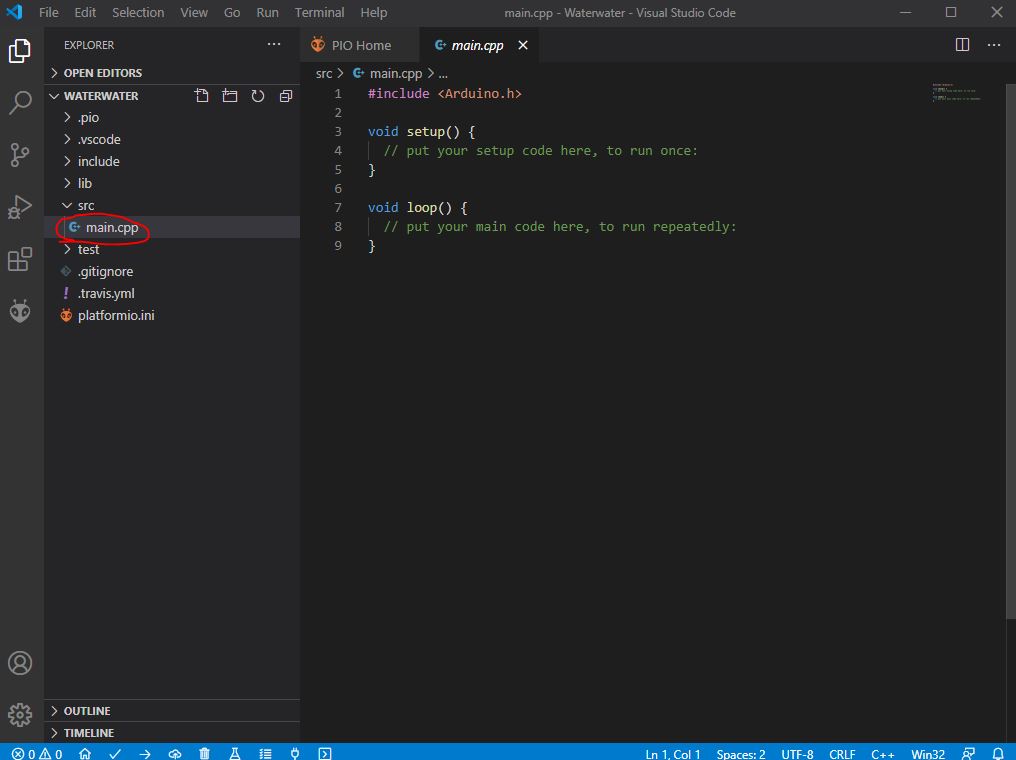 File Edit Selection View Go Run Terminal Help main.cpp - Waterwater - Visual Studio Code
EXPLORER
OPEN EDITORS
WATERWATER
.pio
.vscode
include
lib
src
main.cpp
test
.gitignore
.travis.yml
platformio.ini
OUTLINE
TIMELINE
PIO Home main.cpp
src > main.cpp > ...
1 #include <Arduino.h>
2
3 void setup() {
4 // put your setup code here, to run once:
5 }
6
7 void loop() {
8 // put your main code here, to run repeatedly:
9 }
0 0 Ln 1, Col 1 Spaces: 2 UTF-8 CRLF C++ Win32